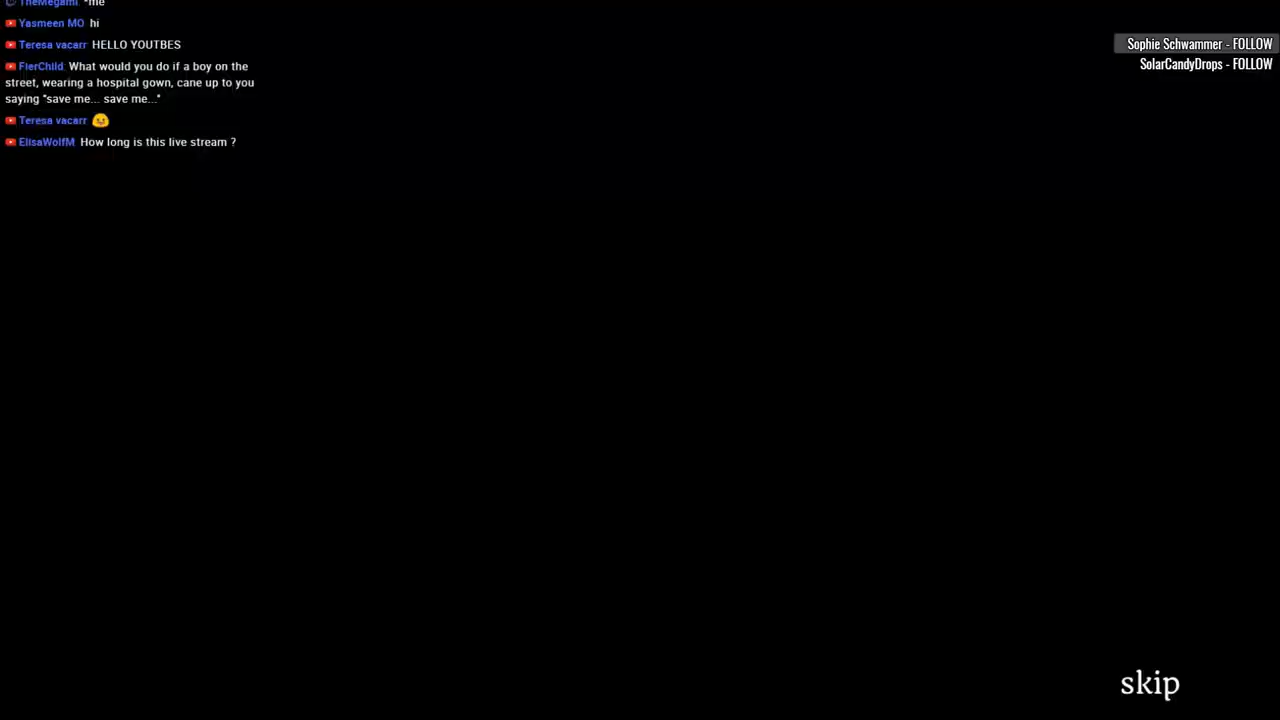 TheMegami: *me
Yasmeen MO hi
Teresa vacarr HELLO YOUTBES
FierChild: What would you do if a boy on the
street, wearing a hospital gown, cane up to you
saying "save me... save me..."
Teresa vacarr
ElisaWolfM How long is this live stream ?
Sophie Schwammer - FOLLOW
SolarCandyDrops - FOLLOW
skip